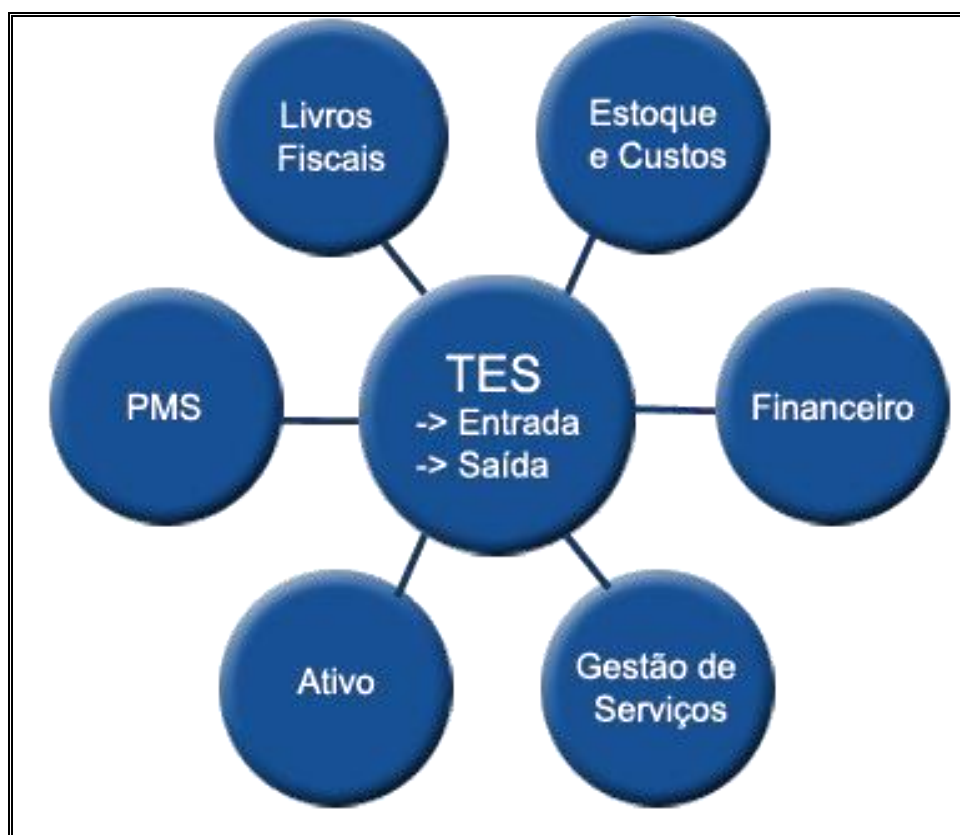 Livros
Fiscais
Estoque
e Custos
PMS
TES
-> Entrada
-> Saída
Financeiro
Ativo
Gestão de
Serviços